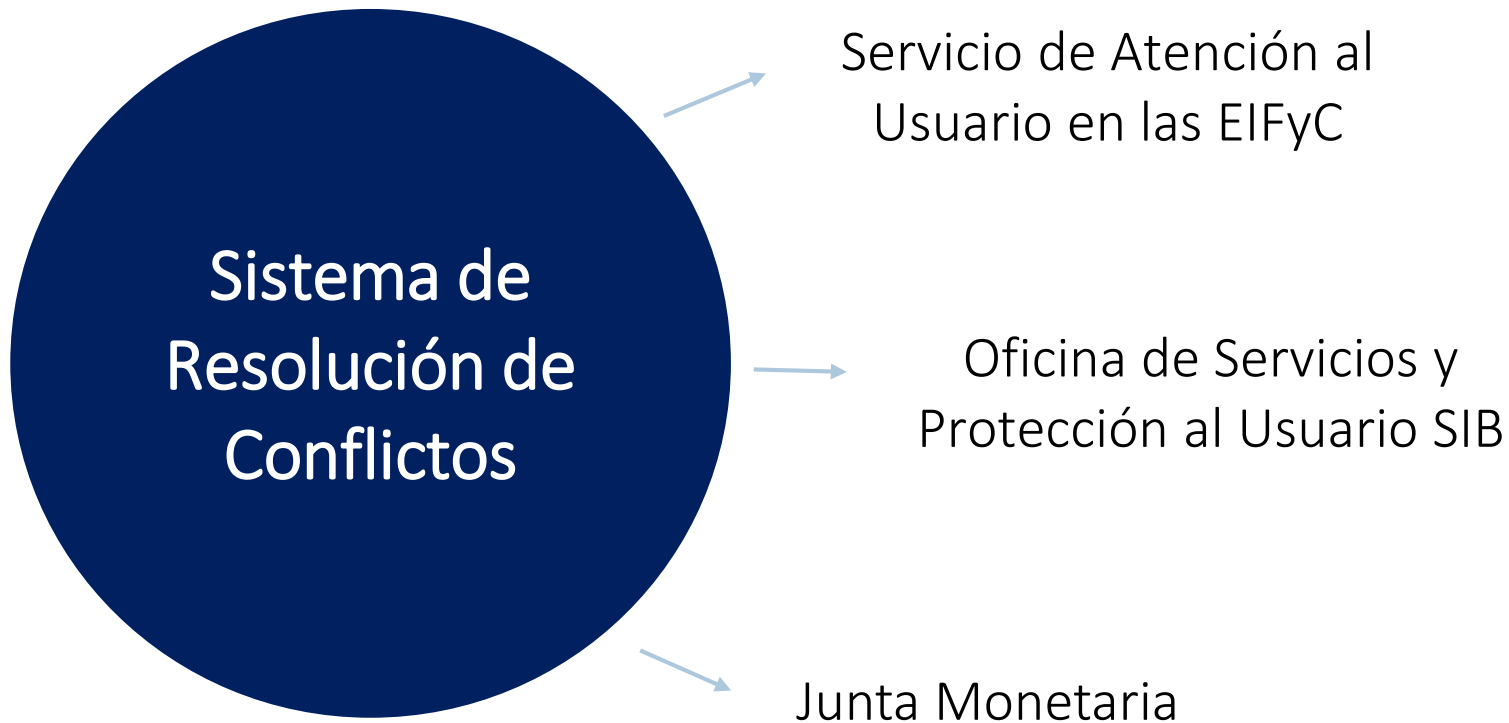 Sistema de
Resolución de
Conflictos
Servicio de Atención al
Usuario en las EIFyC
Oficina de Servicios y
Protección al Usuario SIB
Junta Monetaria